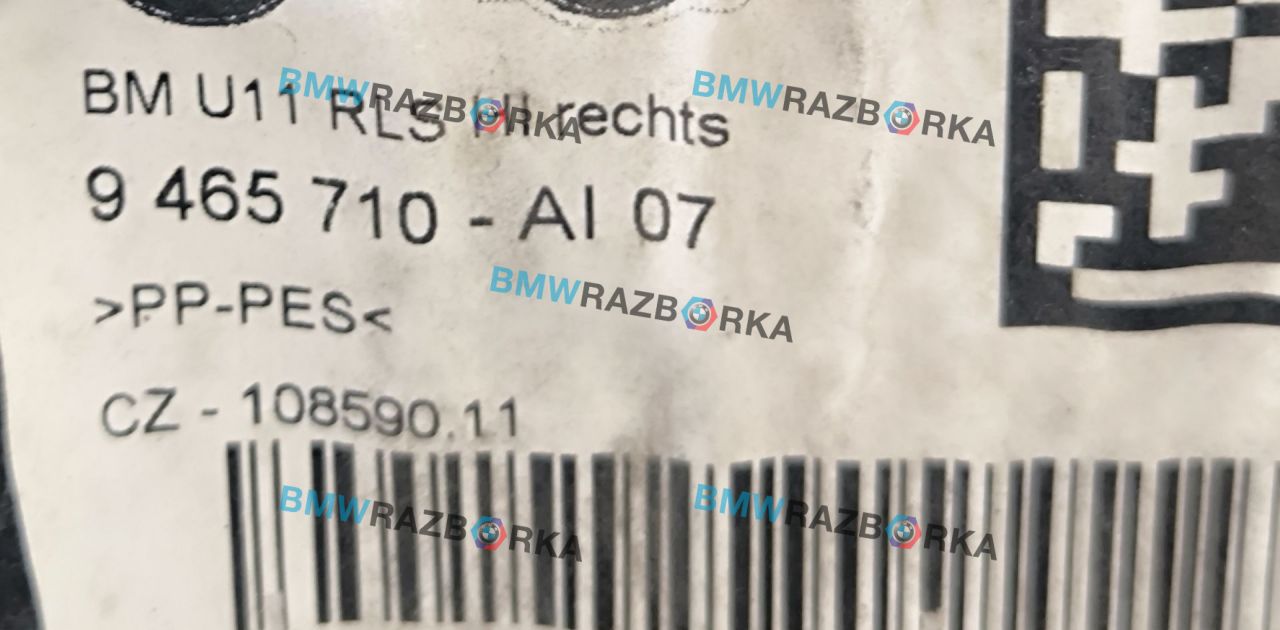 BM U11 RLS HI rechts
9 465 710 - AI 07
>PP-PES<
CZ - 108590.11
BMWRAZBORKA
BMWRAZBORKA
BMWRAZBORKA
BMWRAZBORKA
BMWRAZBORKA